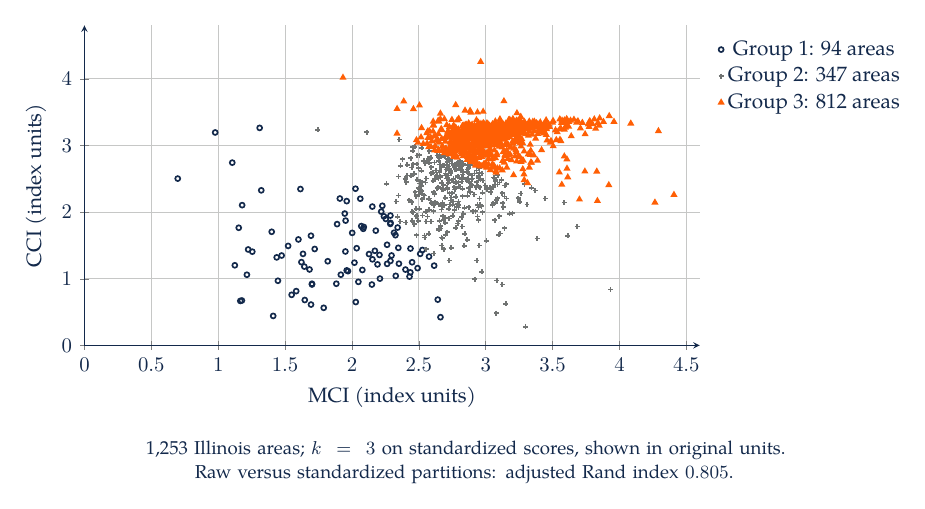 Group 1: 94 areas
Group 2: 347 areas
Group 3: 812 areas
CCI (index units)
4
3
2
1
0
0 0.5 1 1.5 2 2.5 3 3.5 4 4.5
MCI (index units)
1,253 Illinois areas; k = 3 on standardized scores, shown in original units.
Raw versus standardized partitions: adjusted Rand index 0.805.